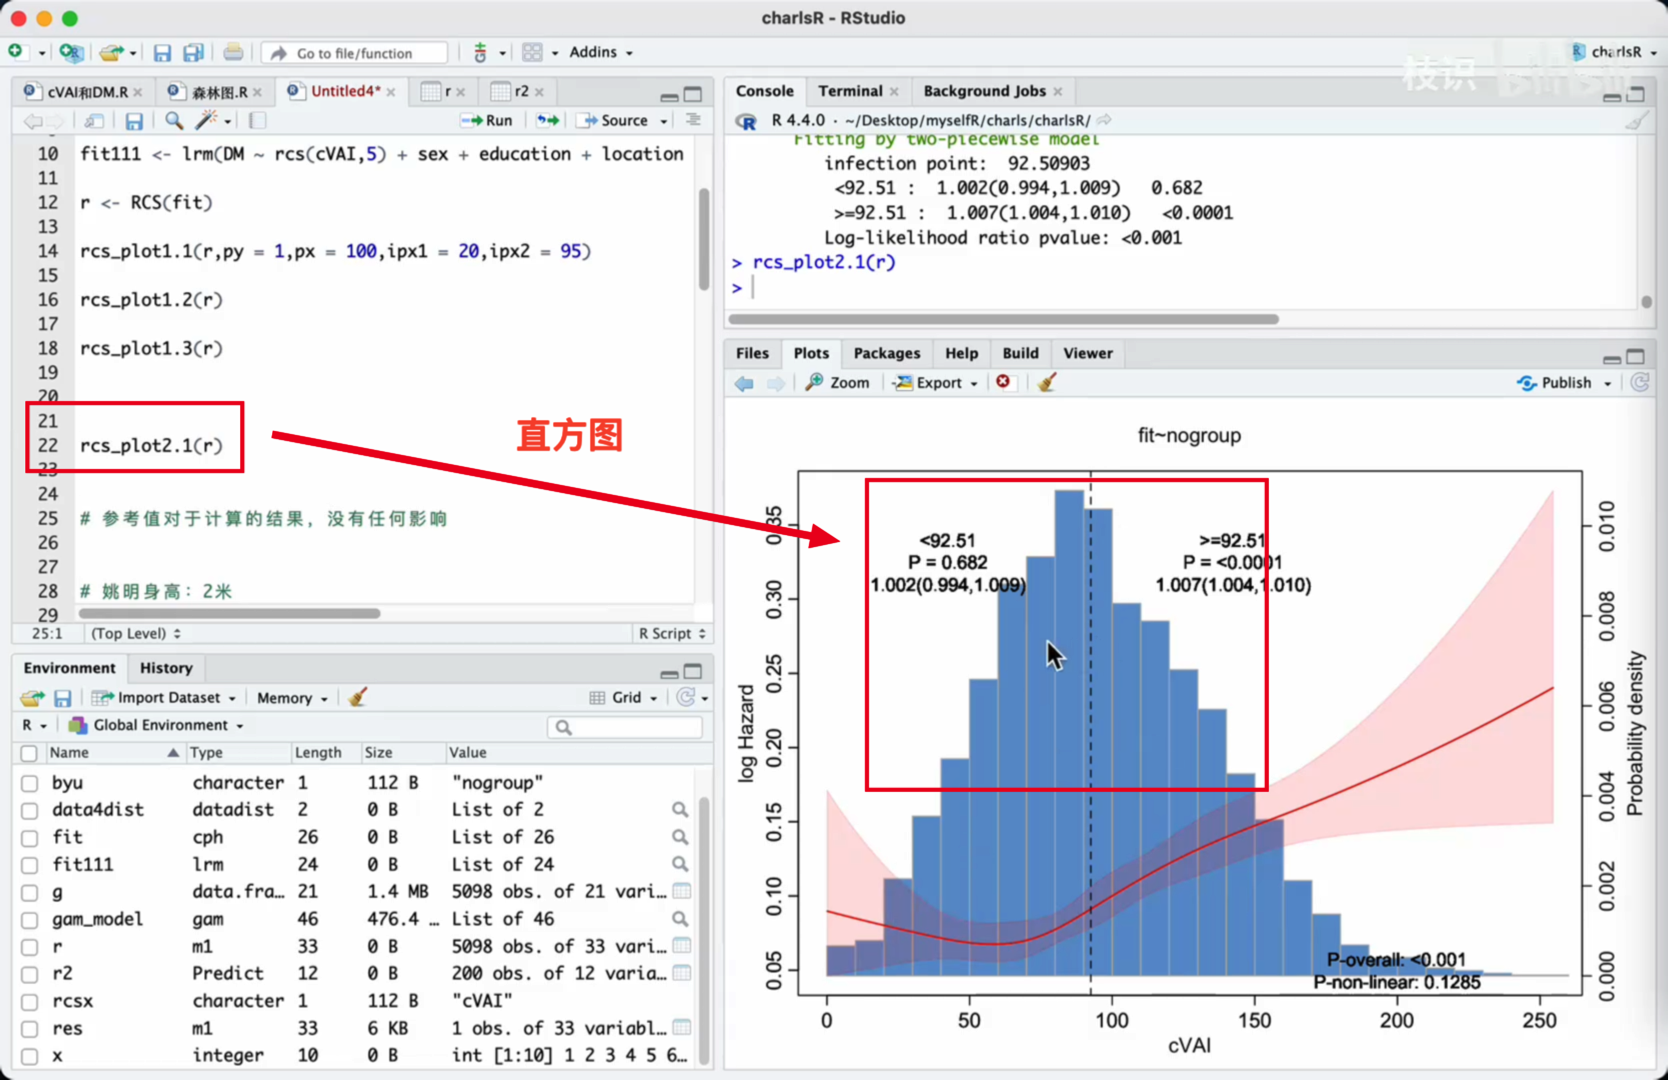 charlsR - RStudio
Go to file/function
Addins
charlsR
枝识 bilibili
cVAI和DM.R
森林图.R
Untitled4*
r
r2
Run
Source
10 fit111 <- lrm(DM ~ rcs(cVAI,5) + sex + education + location
11
12 r <- RCS(fit)
13
14 rcs_plot1.1(r,py = 1,px = 100,ipx1 = 20,ipx2 = 95)
15
16 rcs_plot1.2(r)
17
18 rcs_plot1.3(r)
19
20
21
22 rcs_plot2.1(r)
23
24
25 # 参考值对于计算的结果，没有任何影响
26
27
28 # 姚明身高：2米
29
25:1 (Top Level) R Script
直方图
Environment History
Import Dataset Memory Grid
R Global Environment
Name Type Length Size Value
byu character 1 112 B "nogroup"
data4dist datadist 2 0 B List of 2
fit cph 26 0 B List of 26
fit111 lrm 24 0 B List of 24
g data.fra… 21 1.4 MB 5098 obs. of 21 vari…
gam_model gam 46 476.4 … List of 46
r m1 33 0 B 5098 obs. of 33 vari…
r2 Predict 12 0 B 200 obs. of 12 varia…
rcsx character 1 112 B "cVAI"
res m1 33 6 KB 1 obs. of 33 variabl…
x integer 10 0 B int [1:10] 1 2 3 4 5 6…
Console Terminal Background Jobs
R 4.4.0 · ~/Desktop/myselfR/charls/charlsR/
Fitting by two-piecewise model
infection point: 92.50903
<92.51 : 1.002(0.994,1.009) 0.682
>=92.51 : 1.007(1.004,1.010) <0.0001
Log-likelihood ratio pvalue: <0.001
> rcs_plot2.1(r)
>
Files Plots Packages Help Build Viewer
Zoom Export Publish
fit~nogroup
<92.51
P = 0.682
1.002(0.994,1.009)
>=92.51
P = <0.0001
1.007(1.004,1.010)
log Hazard
0.35
0.30
0.25
0.20
0.15
0.10
0.05
Probability density
0.010
0.008
0.006
0.004
0.002
0.000
P-overall: <0.001
P-non-linear: 0.1285
0 50 100 150 200 250
cVAI